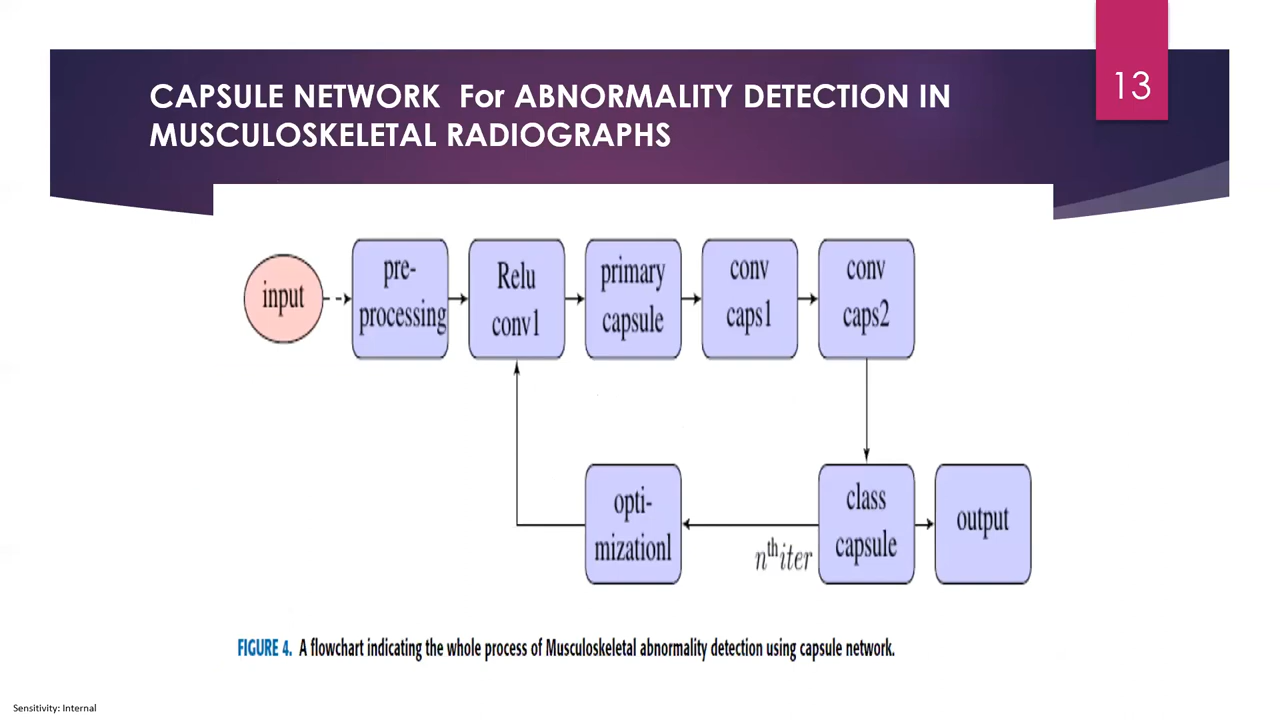 13
CAPSULE NETWORK For ABNORMALITY DETECTION IN
MUSCULOSKELETAL RADIOGRAPHS
input
pre-
processing
Relu
conv1
primary
capsule
conv
caps1
conv
caps2
opti-
mizationl
n^th iter
class
capsule
output
FIGURE 4. A flowchart indicating the whole process of Musculoskeletal abnormality detection using capsule network.
Sensitivity: Internal